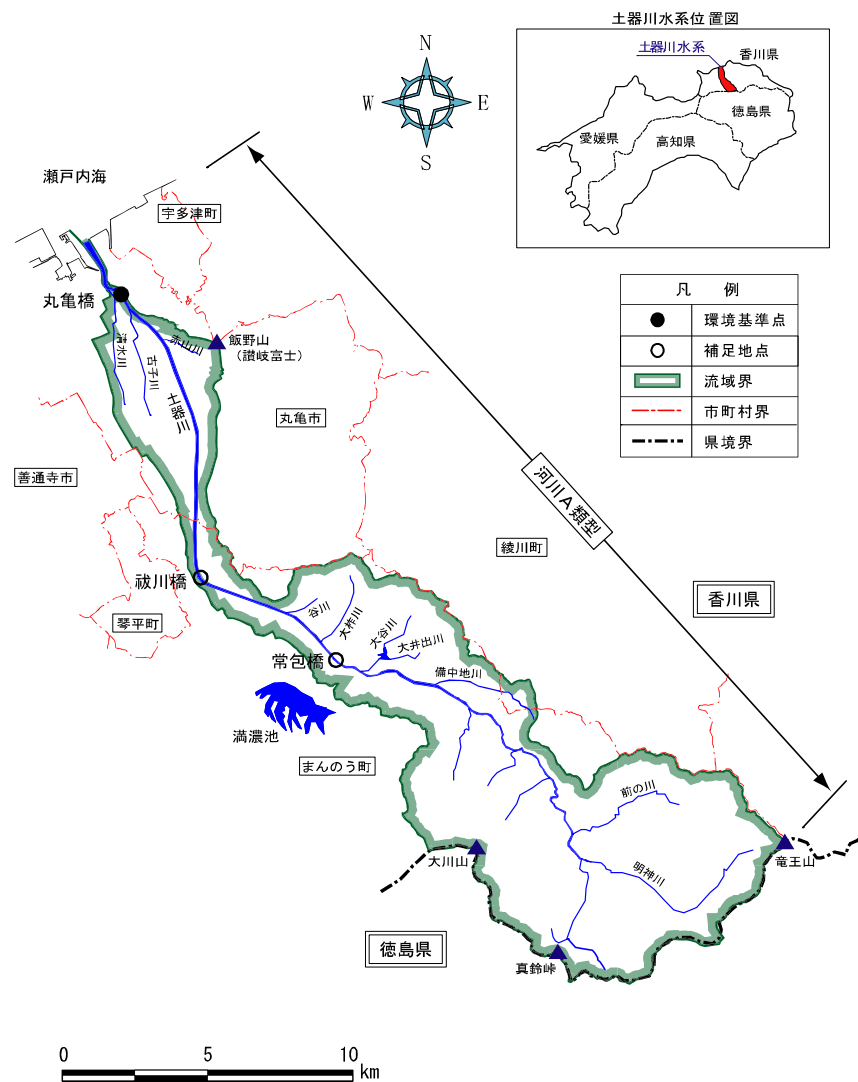 土器川水系位置図
土器川水系
香川県
徳島県
愛媛県
高知県
N
W
E
S
瀬戸内海
宇多津町
丸亀橋
飯野山
(讃岐富士)
赤山川
清水川
古子川
土器川
丸亀市
善通寺市
凡 例
環境基準点
補足地点
流域界
市町村界
県境界
河川A類型
綾川町
香川県
祓川橋
琴平町
谷川
大柞川
大谷川
大井出川
常包橋
備中地川
満濃池
まんのう町
前の川
明神川
大川山
竜王山
真鈴峠
徳島県
0
5
10
km